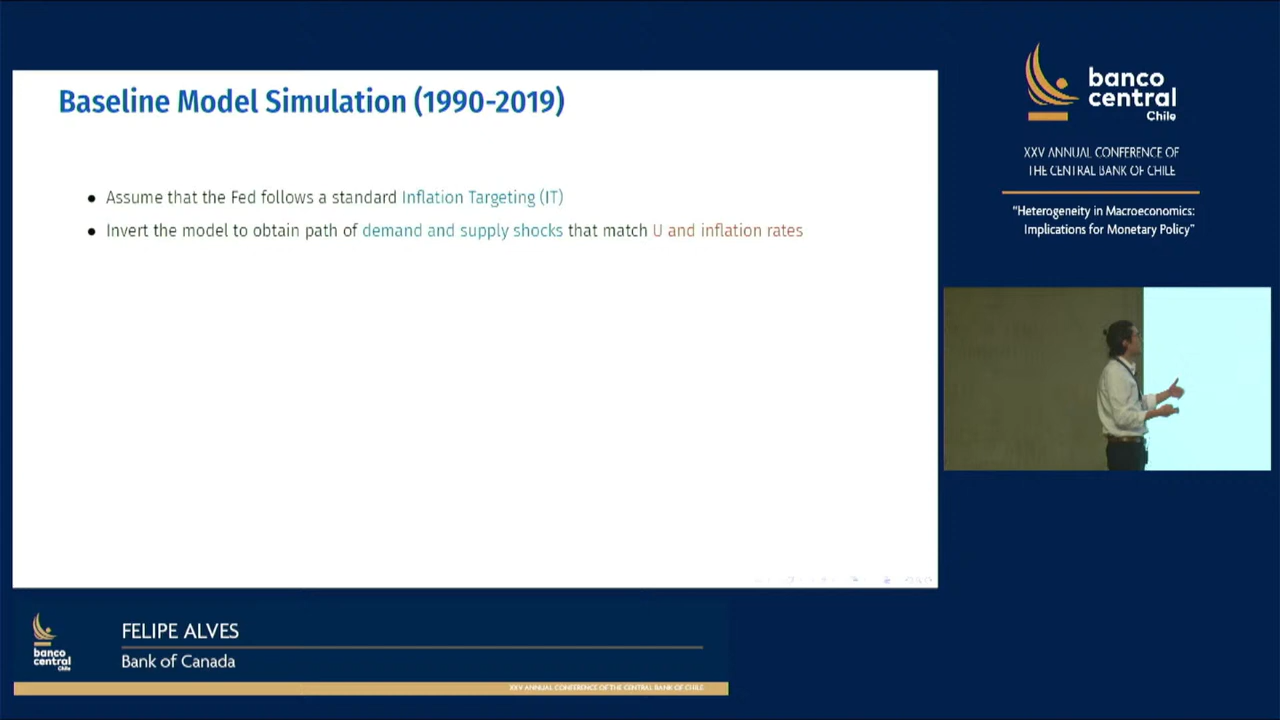 Baseline Model Simulation (1990-2019)
• Assume that the Fed follows a standard Inflation Targeting (IT)
• Invert the model to obtain path of demand and supply shocks that match U and inflation rates
banco
central
Chile
XXV ANNUAL CONFERENCE OF
THE CENTRAL BANK OF CHILE
“Heterogeneity in Macroeconomics:
Implications for Monetary Policy”
banco
central
Chile
FELIPE ALVES
Bank of Canada
XXV ANNUAL CONFERENCE OF THE CENTRAL BANK OF CHILE